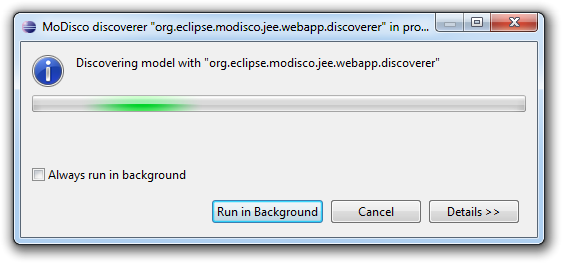 MoDisco discoverer "org.eclipse.modisco.jee.webapp.discoverer" in pro...
Discovering model with "org.eclipse.modisco.jee.webapp.discoverer"
Always run in background
Run in Background Cancel Details >>